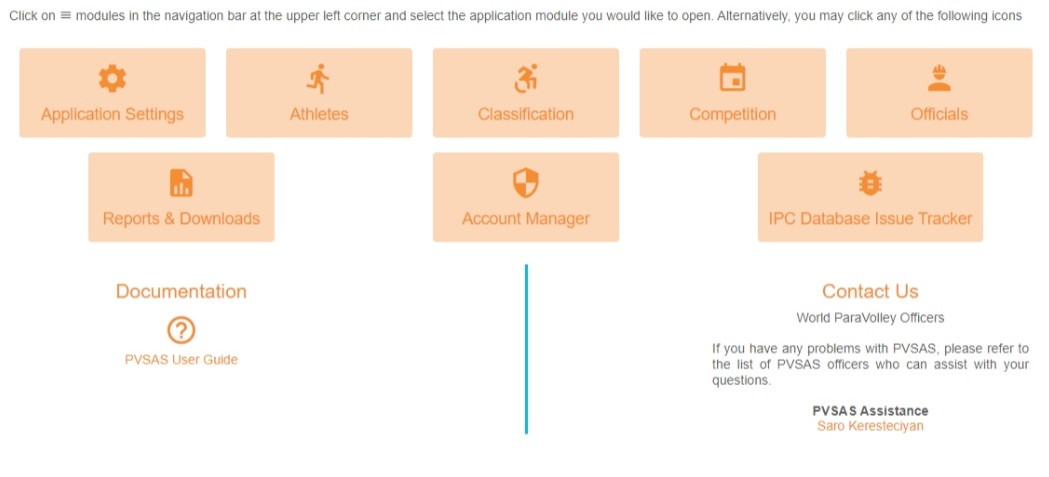 Click on ≡ modules in the navigation bar at the upper left corner and select the application module you would like to open. Alternatively, you may click any of the following icons
Application Settings
Athletes
Classification
Competition
Officials
Reports & Downloads
Account Manager
IPC Database Issue Tracker
Documentation
PVSAS User Guide
Contact Us
World ParaVolley Officers
If you have any problems with PVSAS, please refer to
the list of PVSAS officers who can assist with your
questions.
PVSAS Assistance
Saro Keresteciyan